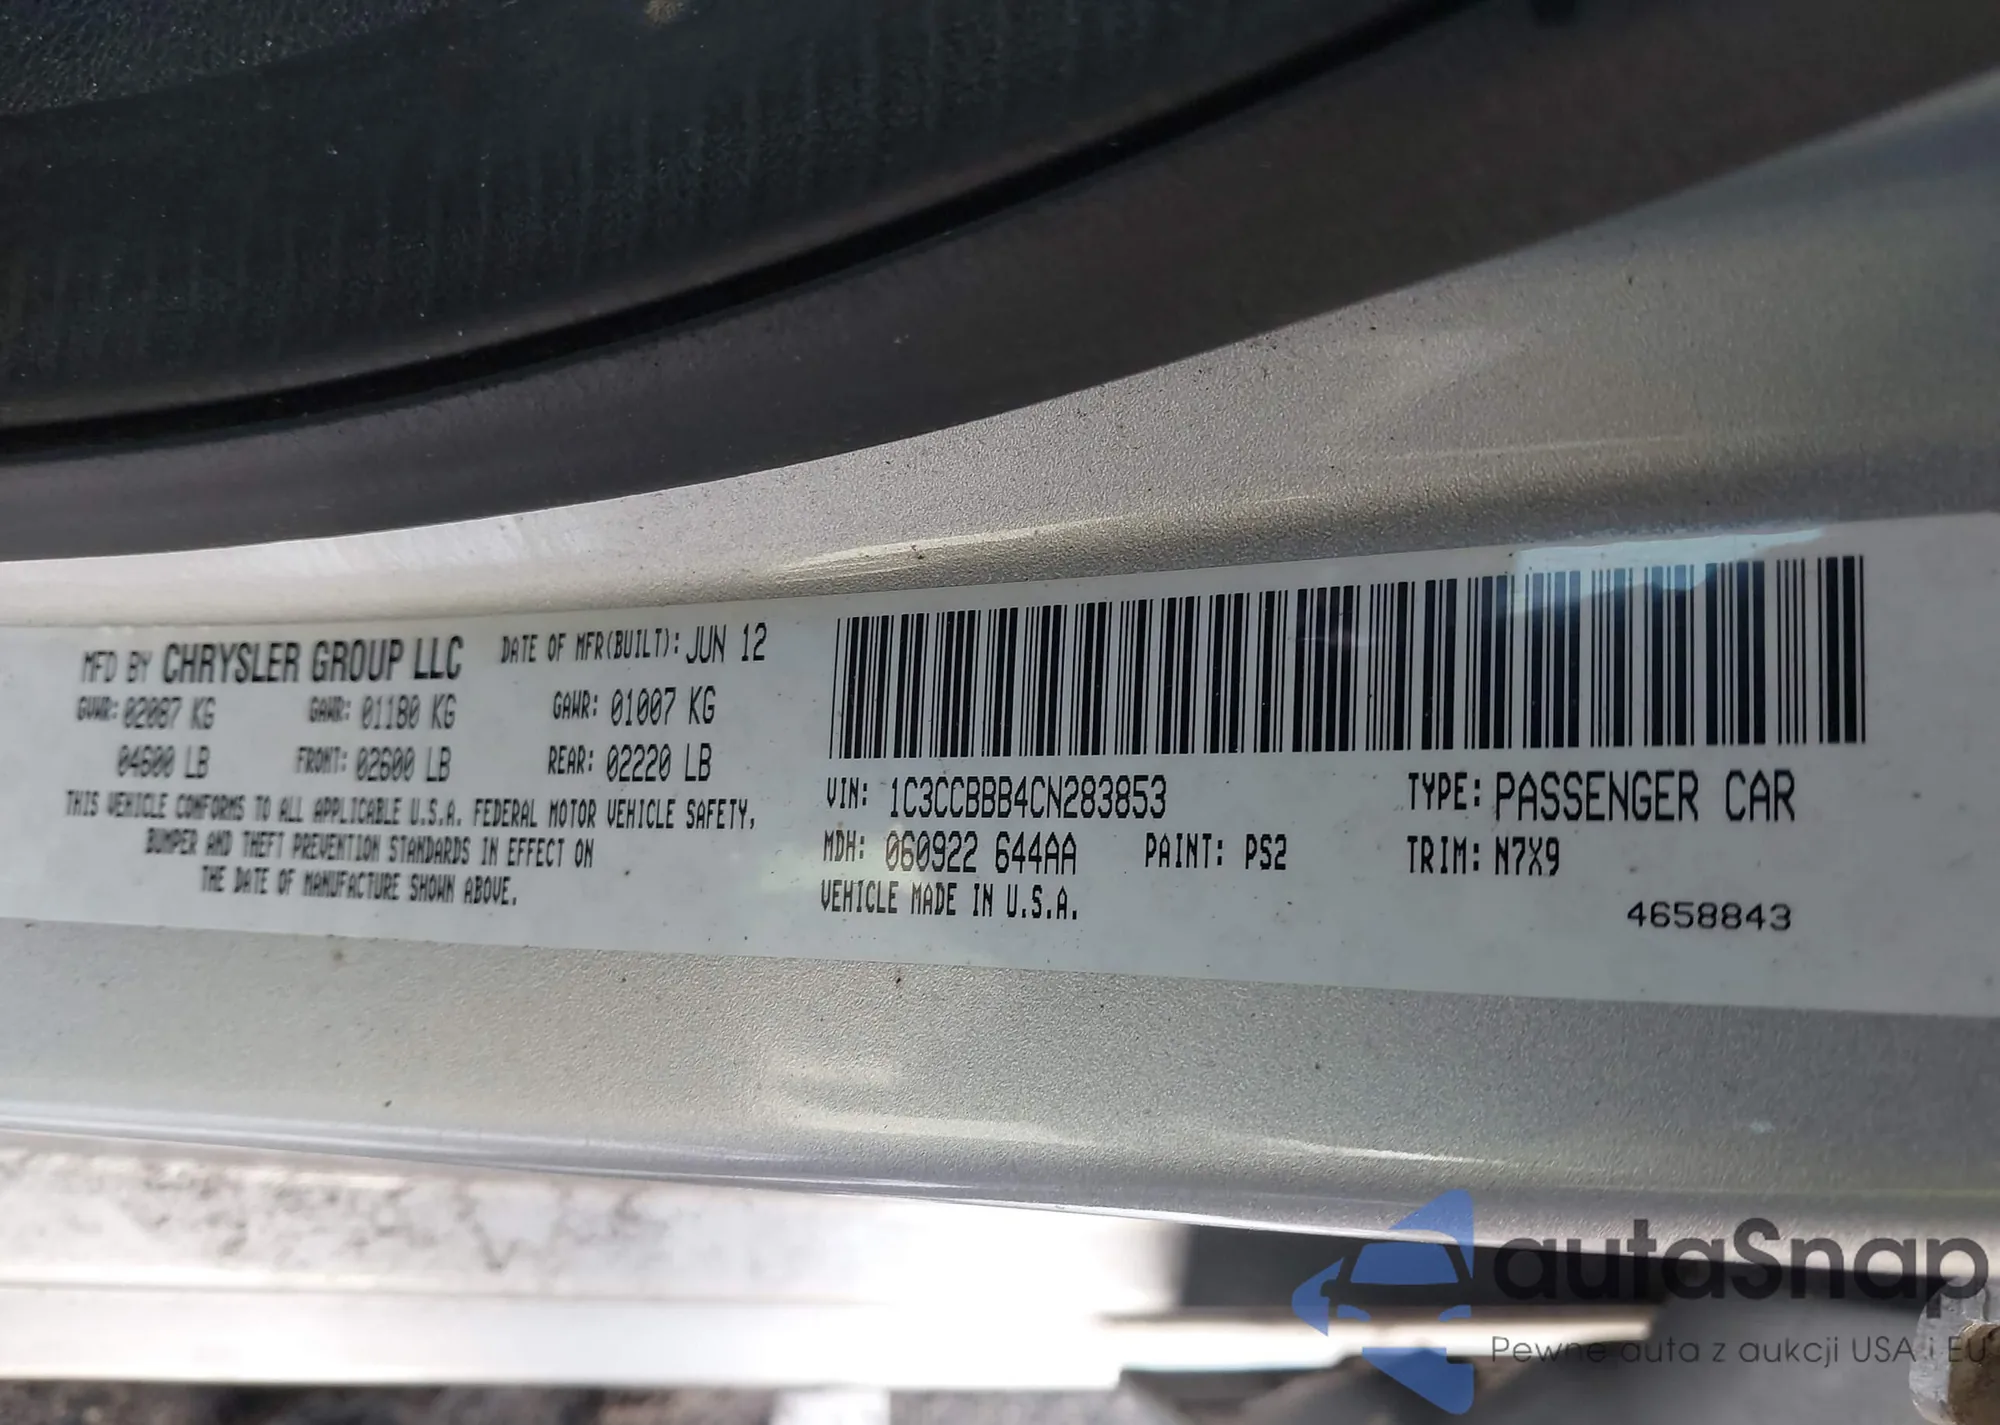 MFD BY CHRYSLER GROUP LLC DATE OF MFR(BUILT): JUN 12
GVWR: 02087 KG GAWR: 01180 KG GAWR: 01007 KG
04600 LB FRONT: 02600 LB REAR: 02220 LB
THIS VEHICLE CONFORMS TO ALL APPLICABLE U.S.A. FEDERAL MOTOR VEHICLE SAFETY,
BUMPER AND THEFT PREVENTION STANDARDS IN EFFECT ON
THE DATE OF MANUFACTURE SHOWN ABOVE.
VIN: 1C3CCBBB4CN283853 TYPE: PASSENGER CAR
MDH: 060922 644AA PAINT: PS2 TRIM: N7X9
VEHICLE MADE IN U.S.A.
4658843
autaSnap
Pewne auta z aukcji USA i EU